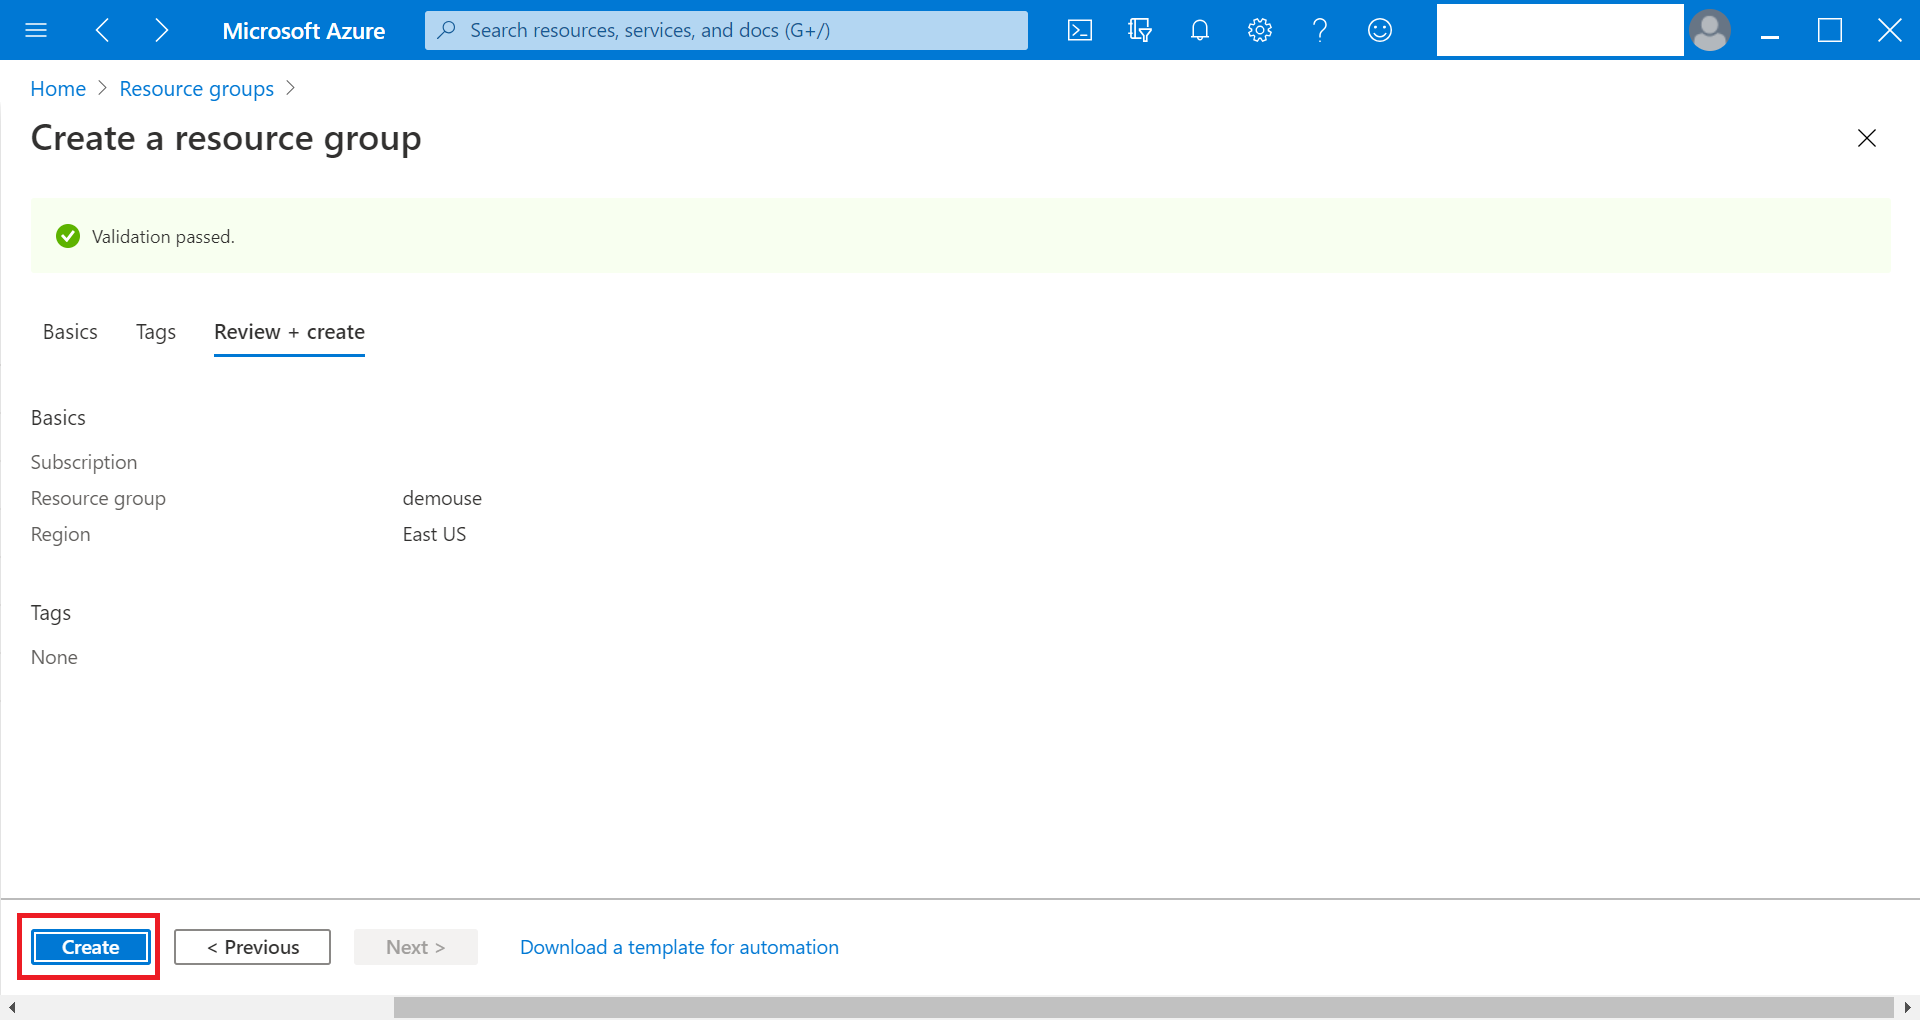 Microsoft Azure
Search resources, services, and docs (G+/)
Home > Resource groups >
Create a resource group
Validation passed.
Basics Tags Review + create
Basics
Subscription
Resource group demouse
Region East US
Tags
None
Create < Previous Next > Download a template for automation